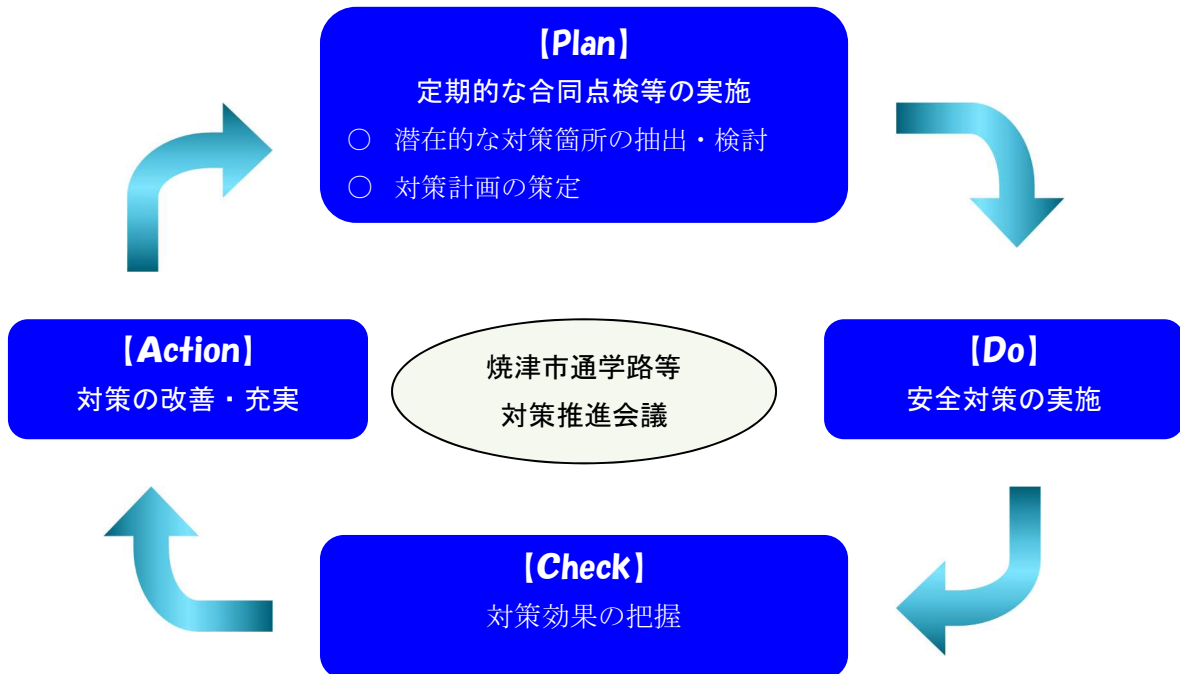 【Plan】
定期的な合同点検等の実施
○ 潜在的な対策箇所の抽出・検討
○ 対策計画の策定
【Action】
対策の改善・充実
焼津市通学路等
対策推進会議
【Do】
安全対策の実施
【Check】
対策効果の把握